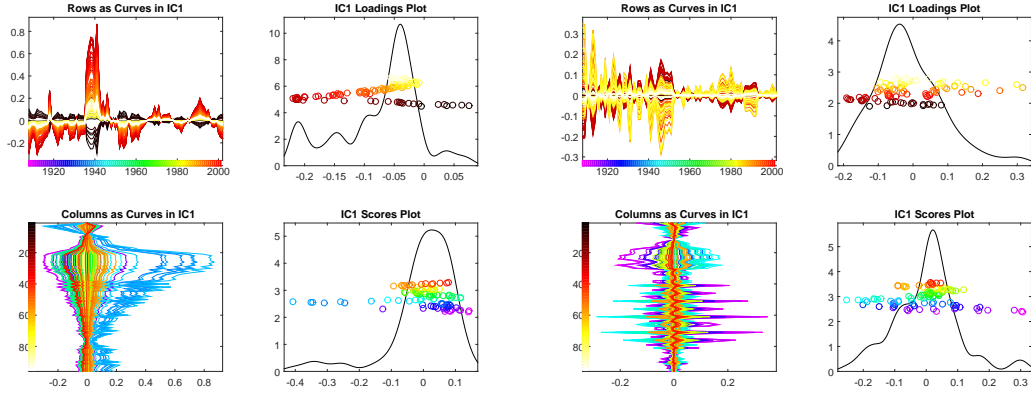 Rows as Curves in IC1
IC1 Loadings Plot
Rows as Curves in IC1
IC1 Loadings Plot
0.8
0.6
0.4
0.2
0
-0.2
1920 1940 1960 1980 2000
12
10
8
6
4
2
0
-0.2 -0.15 -0.1 -0.05 0 0.05
0.3
0.2
0.1
0
-0.1
-0.2
-0.3
1920 1940 1960 1980 2000
4
3
2
1
0
-0.2 -0.1 0 0.1 0.2 0.3
Columns as Curves in IC1
IC1 Scores Plot
Columns as Curves in IC1
IC1 Scores Plot
20
40
60
80
-0.2 0 0.2 0.4 0.6 0.8
5
4
3
2
1
0
-0.4 -0.3 -0.2 -0.1 0 0.1
20
40
60
80
-0.2 0 0.2
5
4
3
2
1
0
-0.2 -0.1 0 0.1 0.2 0.3